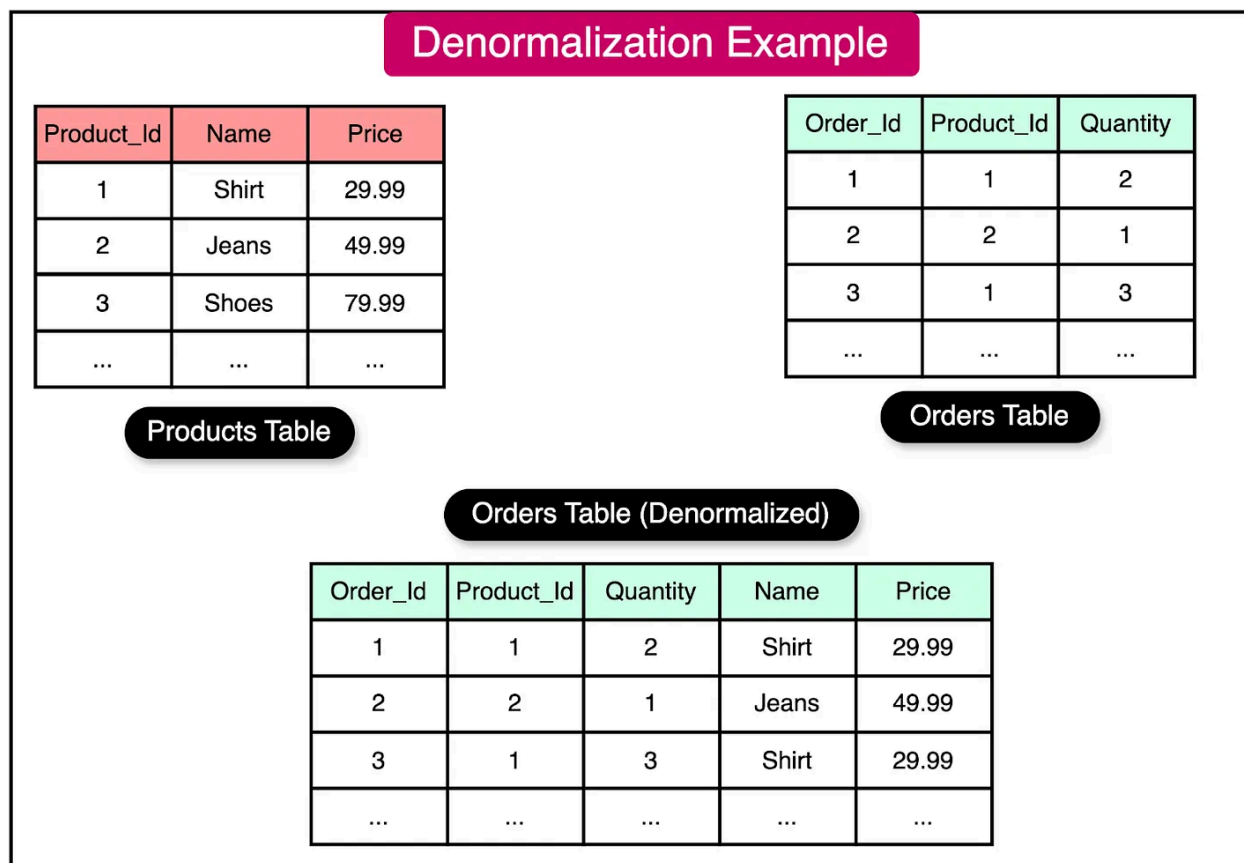 Denormalization Example
Product_Id Name Price
1 Shirt 29.99
2 Jeans 49.99
3 Shoes 79.99
... ... ...
Products Table
Order_Id Product_Id Quantity
1 1 2
2 2 1
3 1 3
... ... ...
Orders Table
Orders Table (Denormalized)
Order_Id Product_Id Quantity Name Price
1 1 2 Shirt 29.99
2 2 1 Jeans 49.99
3 1 3 Shirt 29.99
... ... ... ... ...